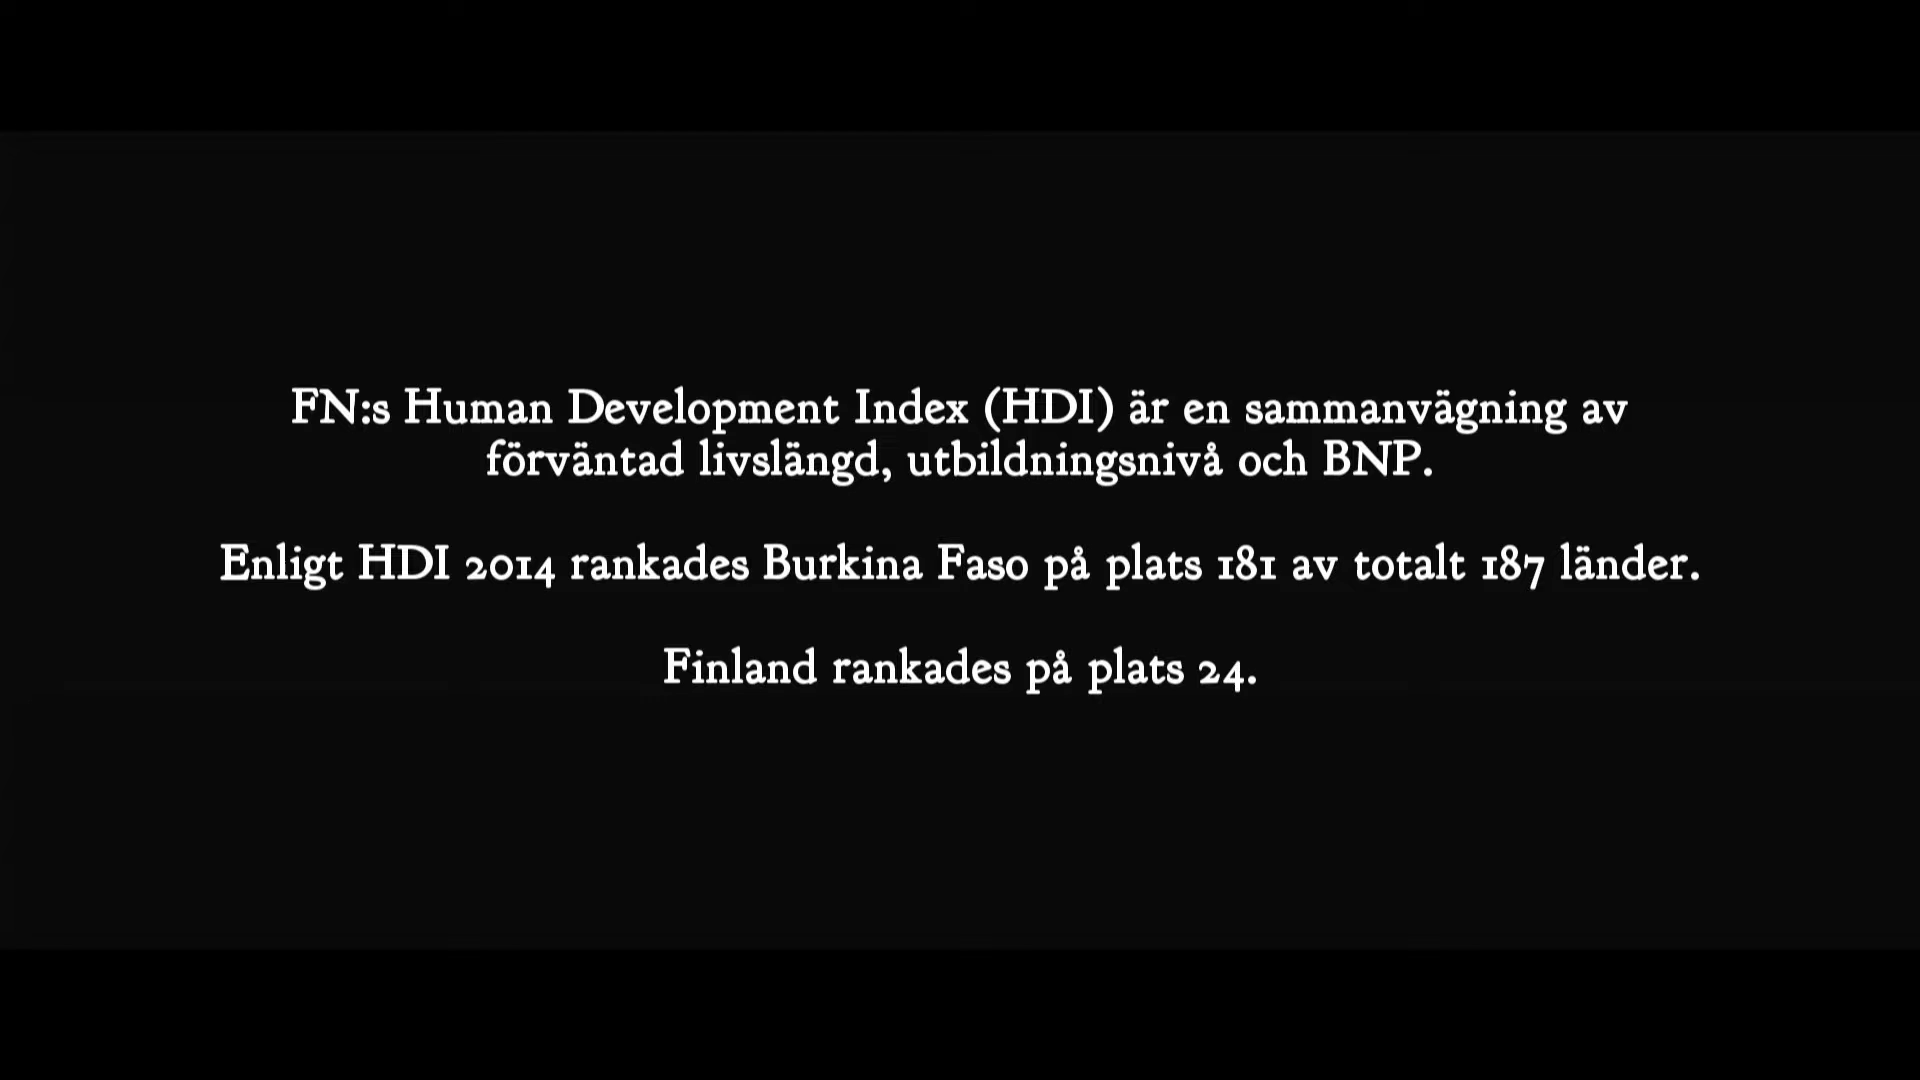 FN:s Human Development Index (HDI) är en sammanvägning av
förväntad livslängd, utbildningsnivå och BNP.
Enligt HDI 2014 rankades Burkina Faso på plats 181 av totalt 187 länder.
Finland rankades på plats 24.